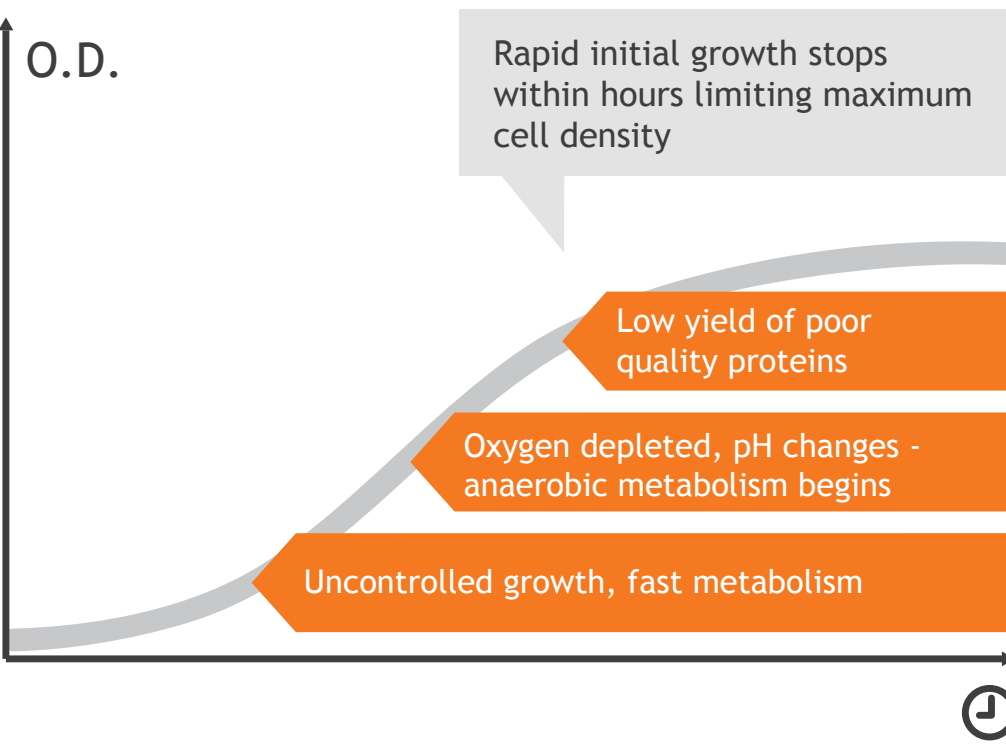 O.D.
Rapid initial growth stops
within hours limiting maximum
cell density
Low yield of poor
quality proteins
Oxygen depleted, pH changes -
anaerobic metabolism begins
Uncontrolled growth, fast metabolism